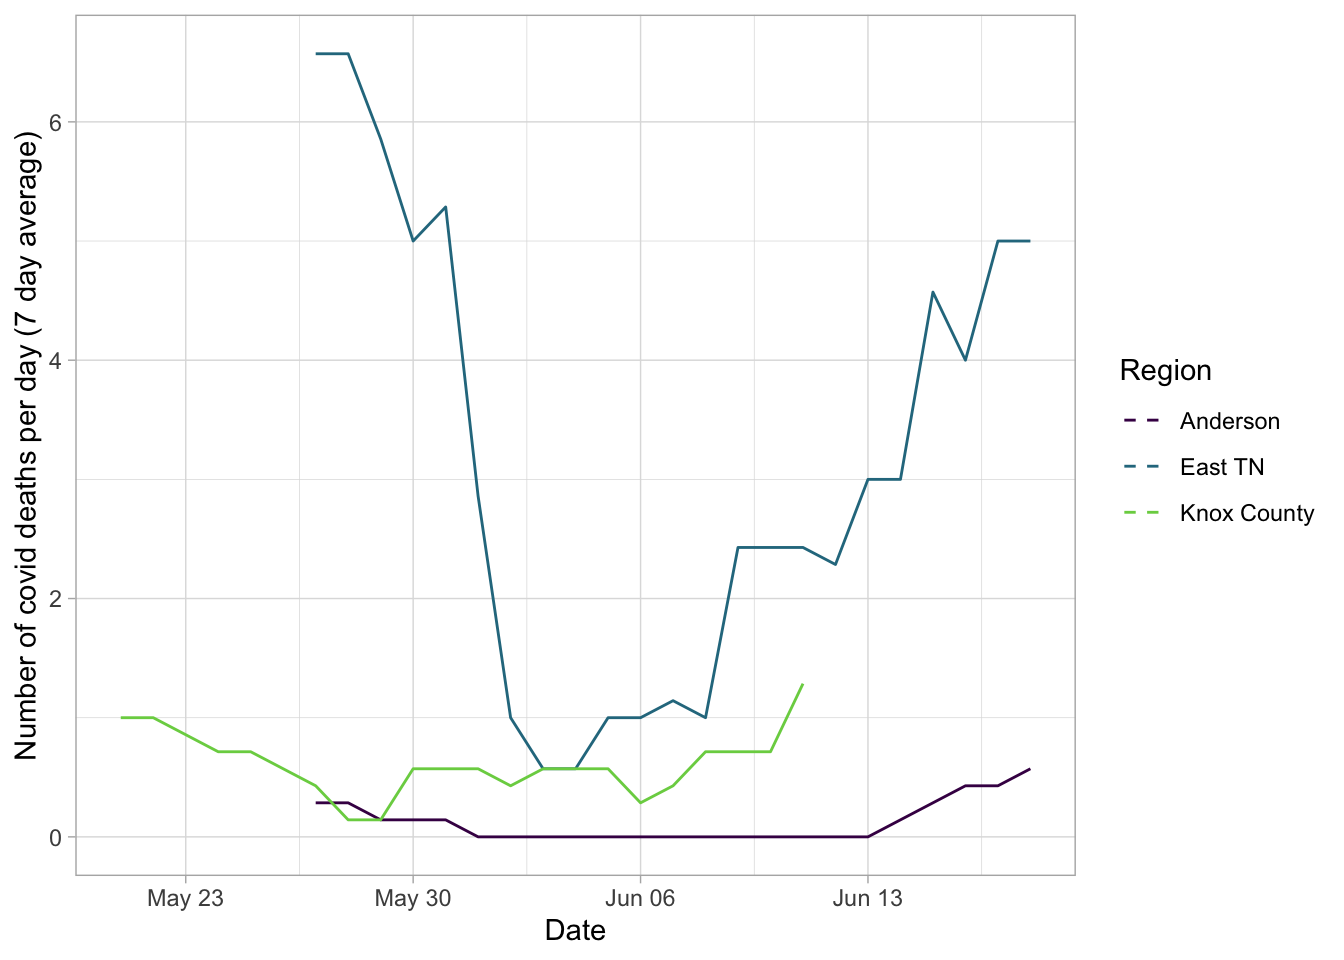 Number of covid deaths per day (7 day average)
6
4
2
0
May 23
May 30
Jun 06
Jun 13
Date
Region
Anderson
East TN
Knox County